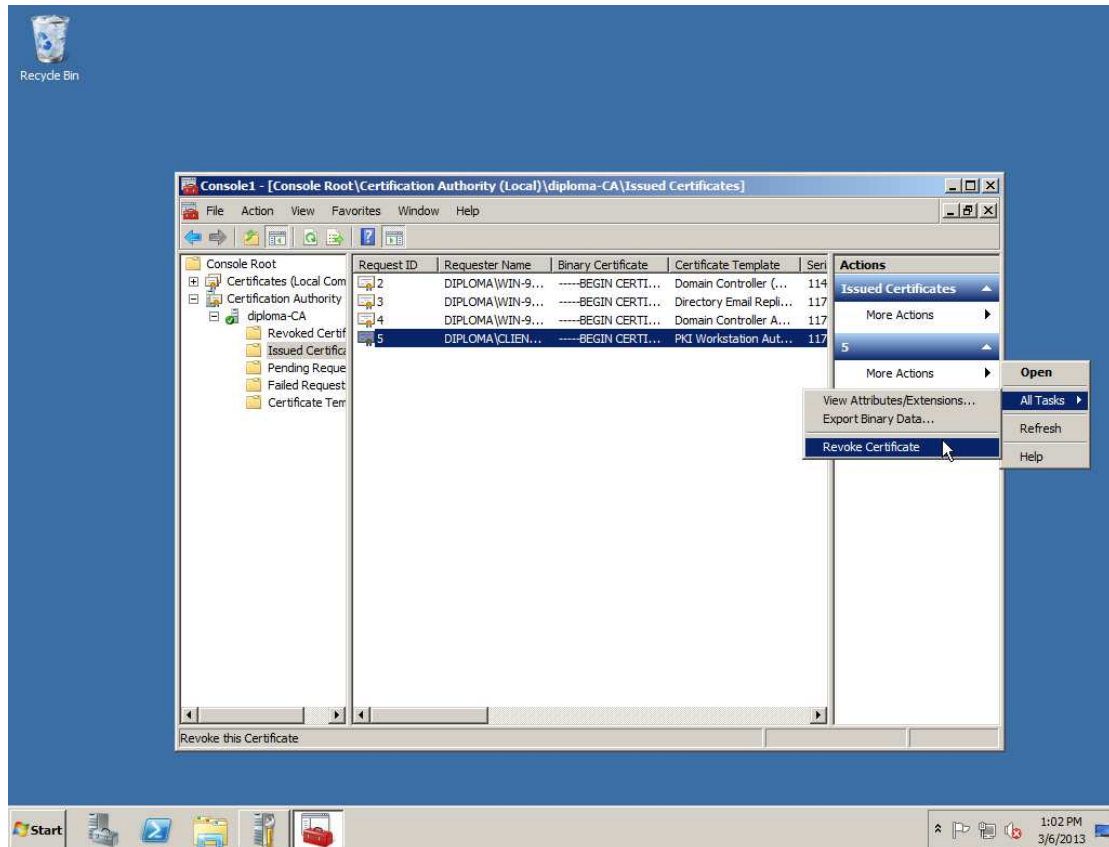 Recycle Bin
Console1 - [Console Root\Certification Authority (Local)\diploma-CA\Issued Certificates]
File Action View Favorites Window Help
Console Root
Certificates (Local Com
Certification Authority
diploma-CA
Revoked Certif
Issued Certifica
Pending Reque
Failed Request
Certificate Tem
Request ID Requester Name Binary Certificate Certificate Template Seri
2 DIPLOMA\WIN-9... -----BEGIN CERTI... Domain Controller (... 114
3 DIPLOMA\WIN-9... -----BEGIN CERTI... Directory Email Repli... 117
4 DIPLOMA\WIN-9... -----BEGIN CERTI... Domain Controller A... 117
5 DIPLOMA\CLIEN... -----BEGIN CERTI... PKI Workstation Aut... 117
Actions
Issued Certificates
More Actions
5
More Actions
Open
All Tasks
Refresh
Help
View Attributes/Extensions...
Export Binary Data...
Revoke Certificate
Revoke this Certificate
Start
1:02 PM
3/6/2013